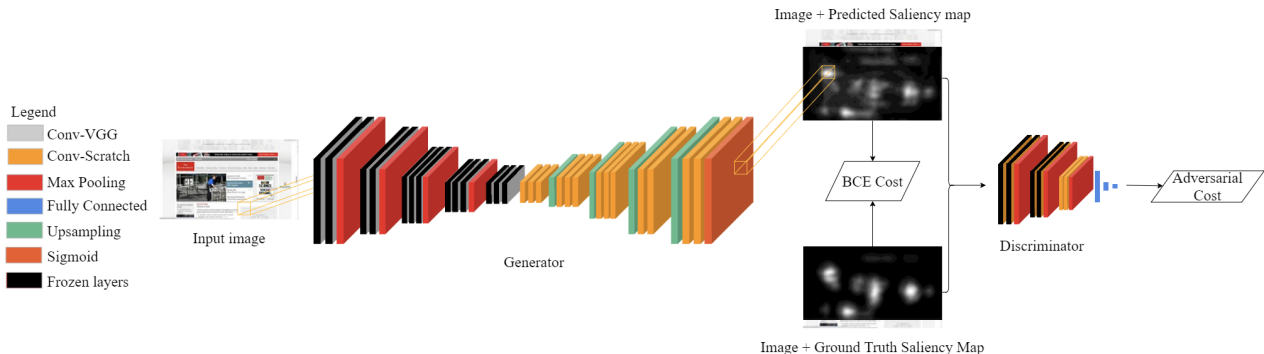 Image + Predicted Saliency map
Legend
Conv-VGG
Conv-Scratch
Max Pooling
Fully Connected
Upsampling
Sigmoid
Frozen layers
Input image
Generator
BCE Cost
Discriminator
Adversarial
Cost
Image + Ground Truth Saliency Map